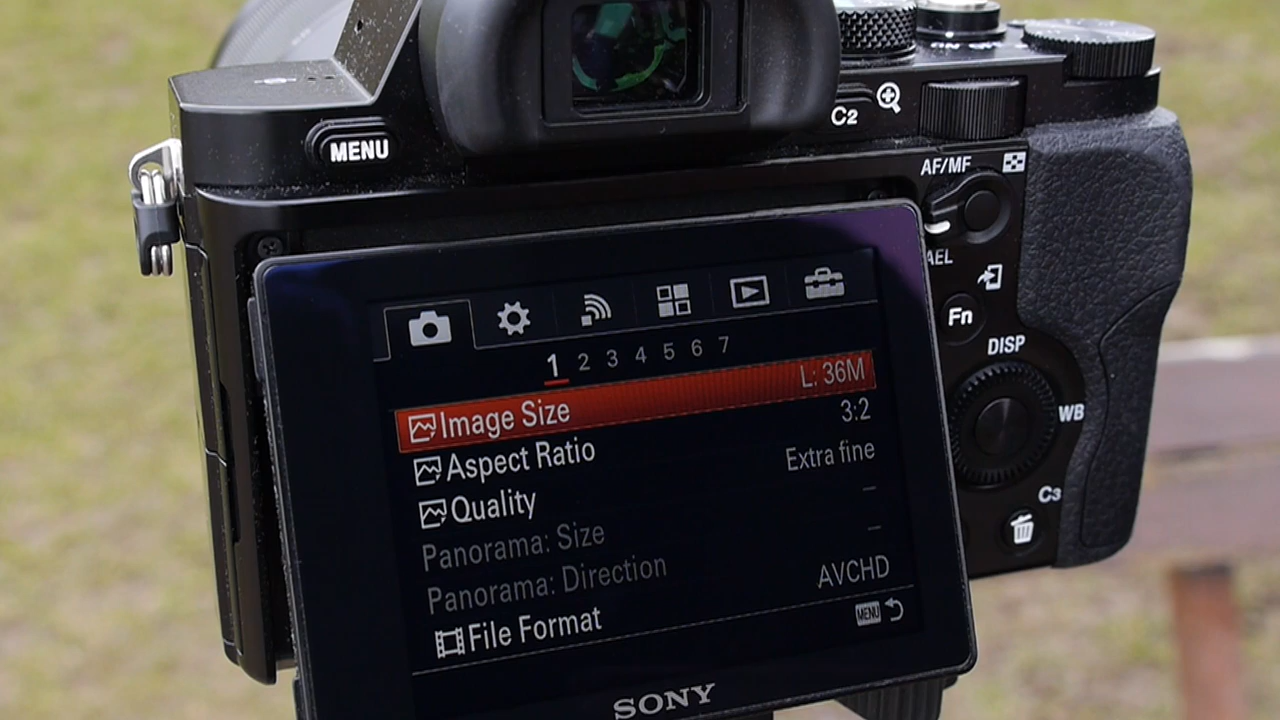 MENU
C2
AF/MF
AEL
Fn
DISP
WB
C3
1 2 3 4 5 6 7
Image Size L: 36M
Aspect Ratio 3:2
Quality Extra fine
Panorama: Size –
Panorama: Direction –
File Format AVCHD
MENU
SONY